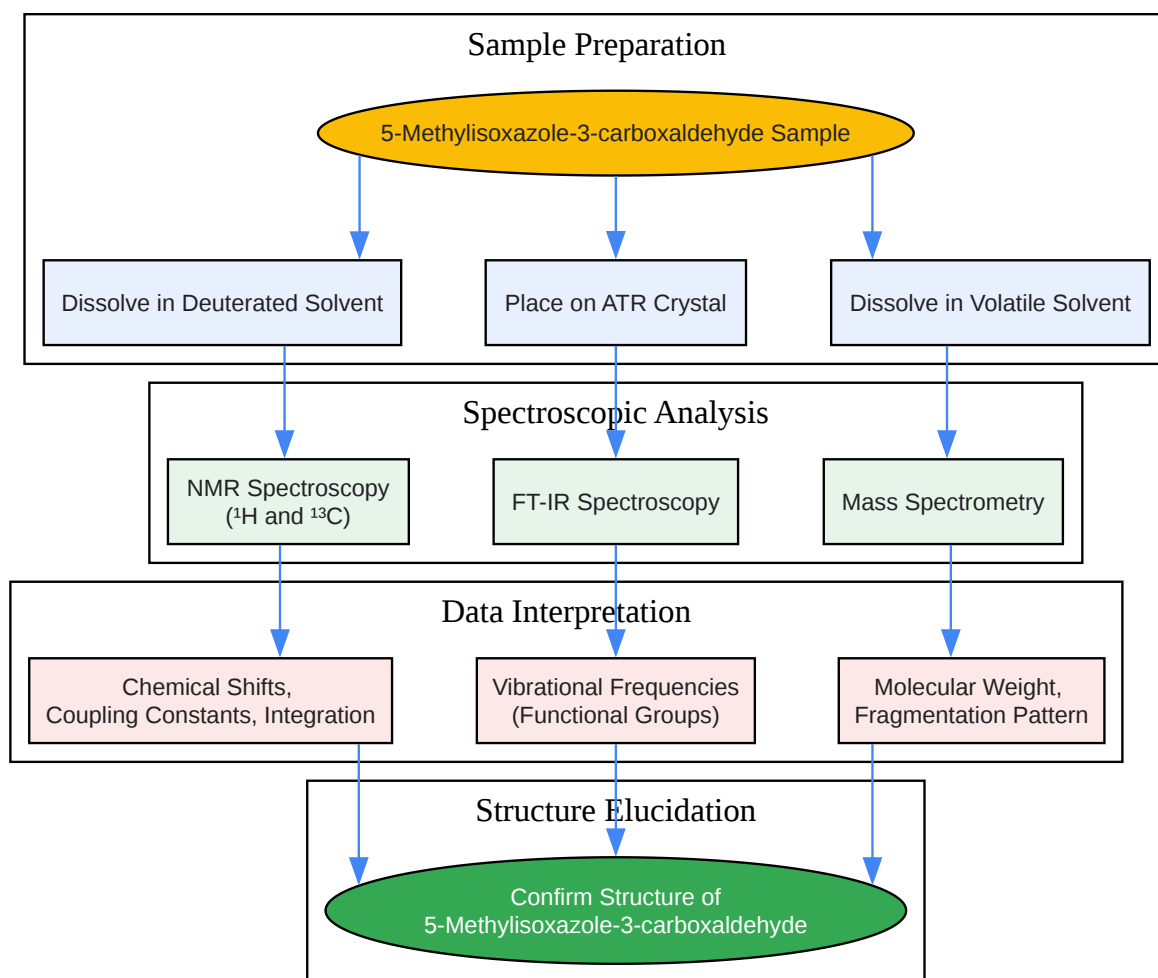 Sample Preparation
5-Methylisoxazole-3-carboxaldehyde Sample
Dissolve in Deuterated Solvent
Place on ATR Crystal
Dissolve in Volatile Solvent
Spectroscopic Analysis
NMR Spectroscopy
(¹H and ¹³C)
FT-IR Spectroscopy
Mass Spectrometry
Data Interpretation
Chemical Shifts,
Coupling Constants, Integration
Vibrational Frequencies
(Functional Groups)
Molecular Weight,
Fragmentation Pattern
Structure Elucidation
Confirm Structure of
5-Methylisoxazole-3-carboxaldehyde